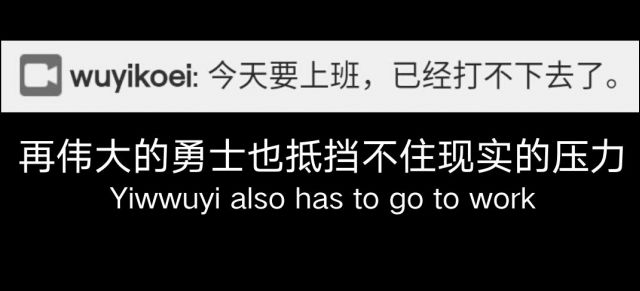 wuyikoei: 今天要上班，已经打不下去了。
再伟大的勇士也抵挡不住现实的压力
Yiwwuyi also has to go to work